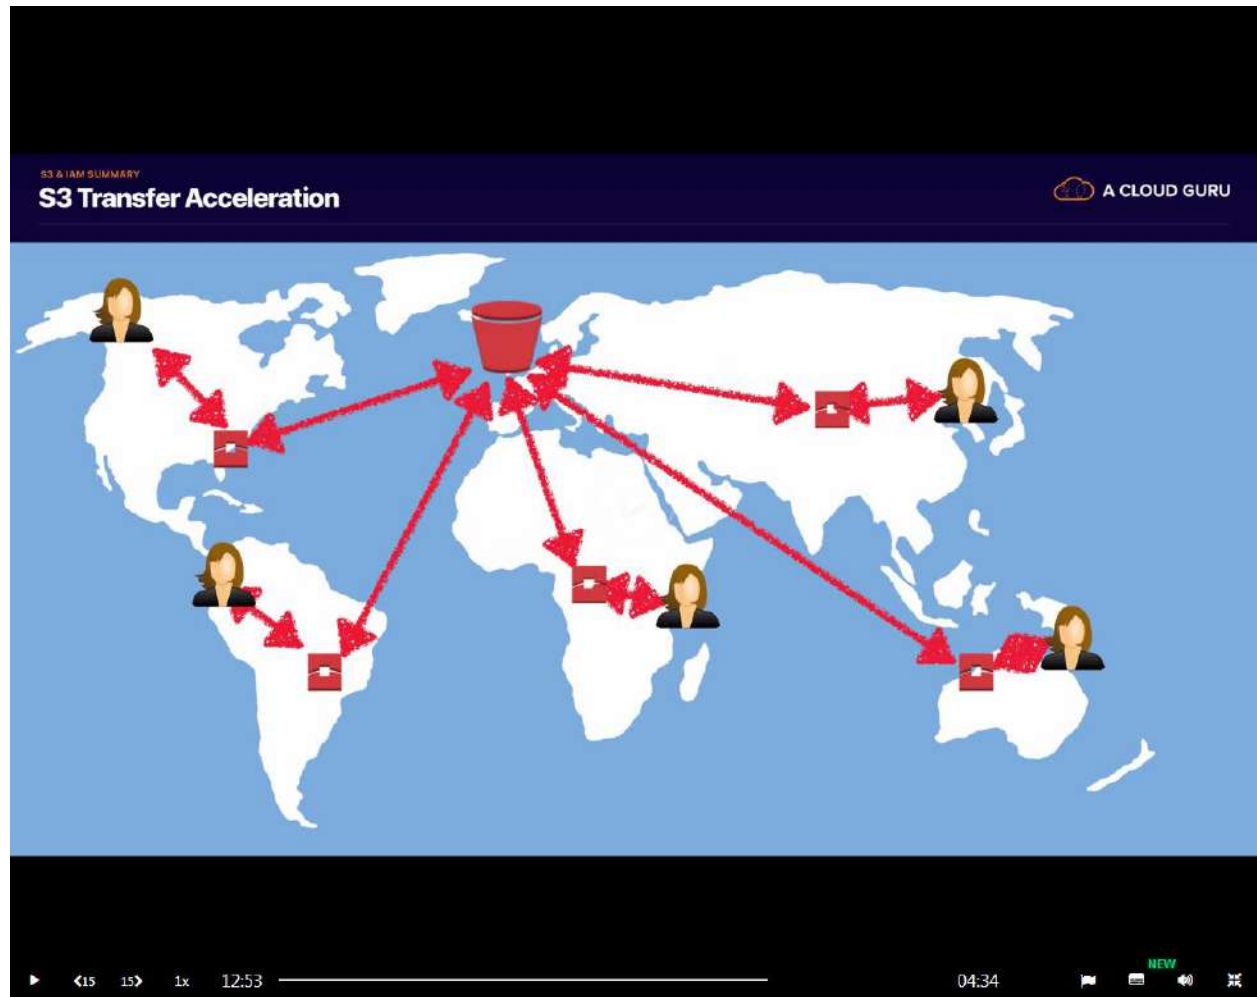 S3 & IAM SUMMARY
S3 Transfer Acceleration
A CLOUD GURU
NEW
15
15
1x
12:53
04:34